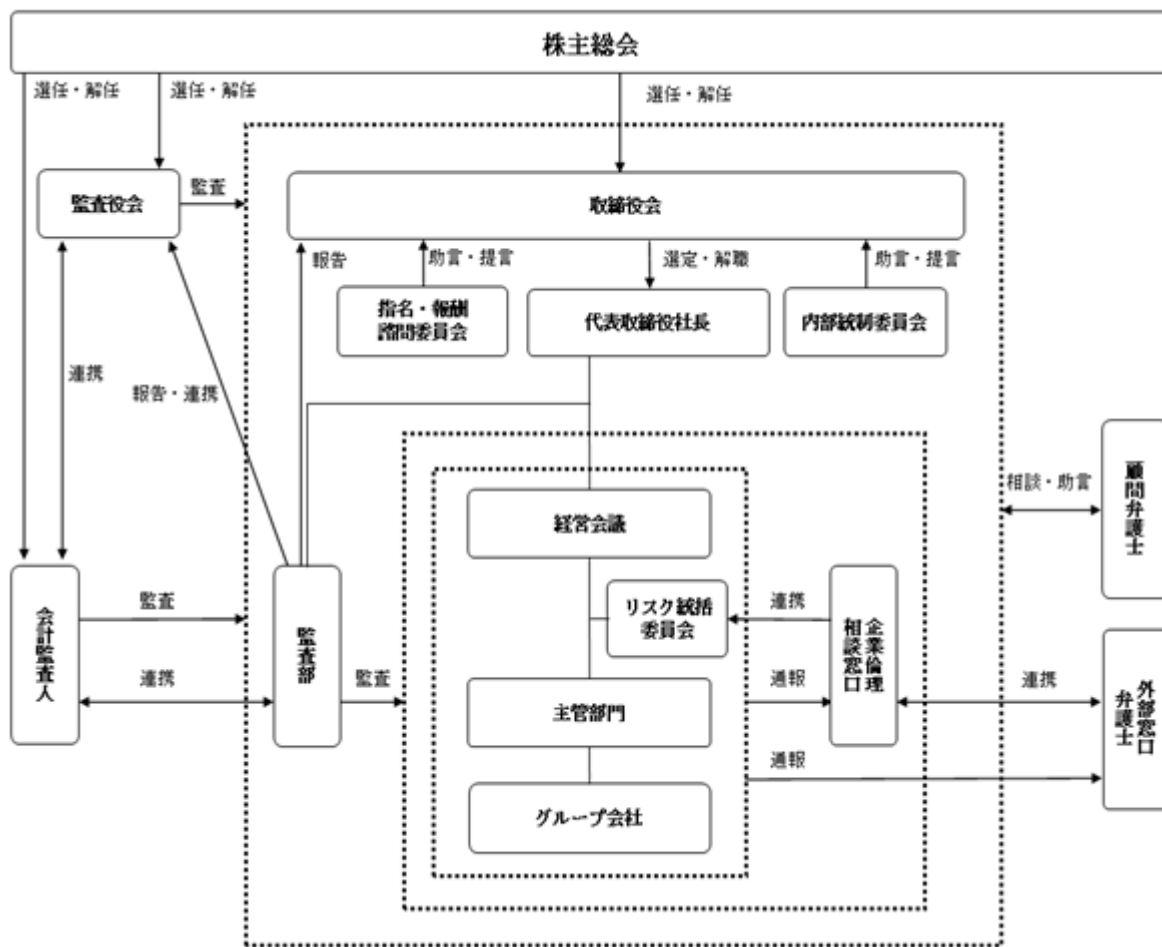 株主総会
選任・解任
選任・解任
選任・解任
監査役会
監査
取締役会
報告
助言・提言
選定・解職
助言・提言
指名・報酬
諮問委員会
代表取締役社長
内部統制委員会
連携
報告・連携
相談・助言
顧問弁護士
経営会議
会計監査人
監査
監査部
リスク統括
委員会
連携
企業倫理
相談窓口
連携
監査
主管部門
通報
連携
外部窓口
弁護士
通報
グループ会社